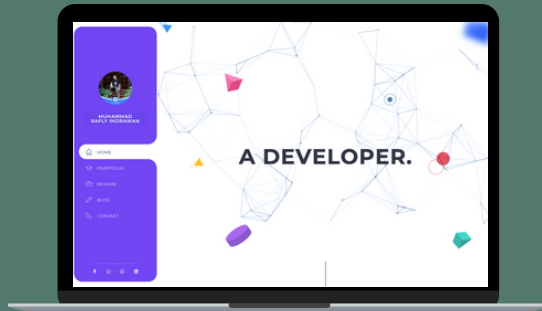 MUHAMMAD
RAFLY INDRAWAN
HOME
PORTFOLIO
RESUME
BLOG
CONTACT
A DEVELOPER.